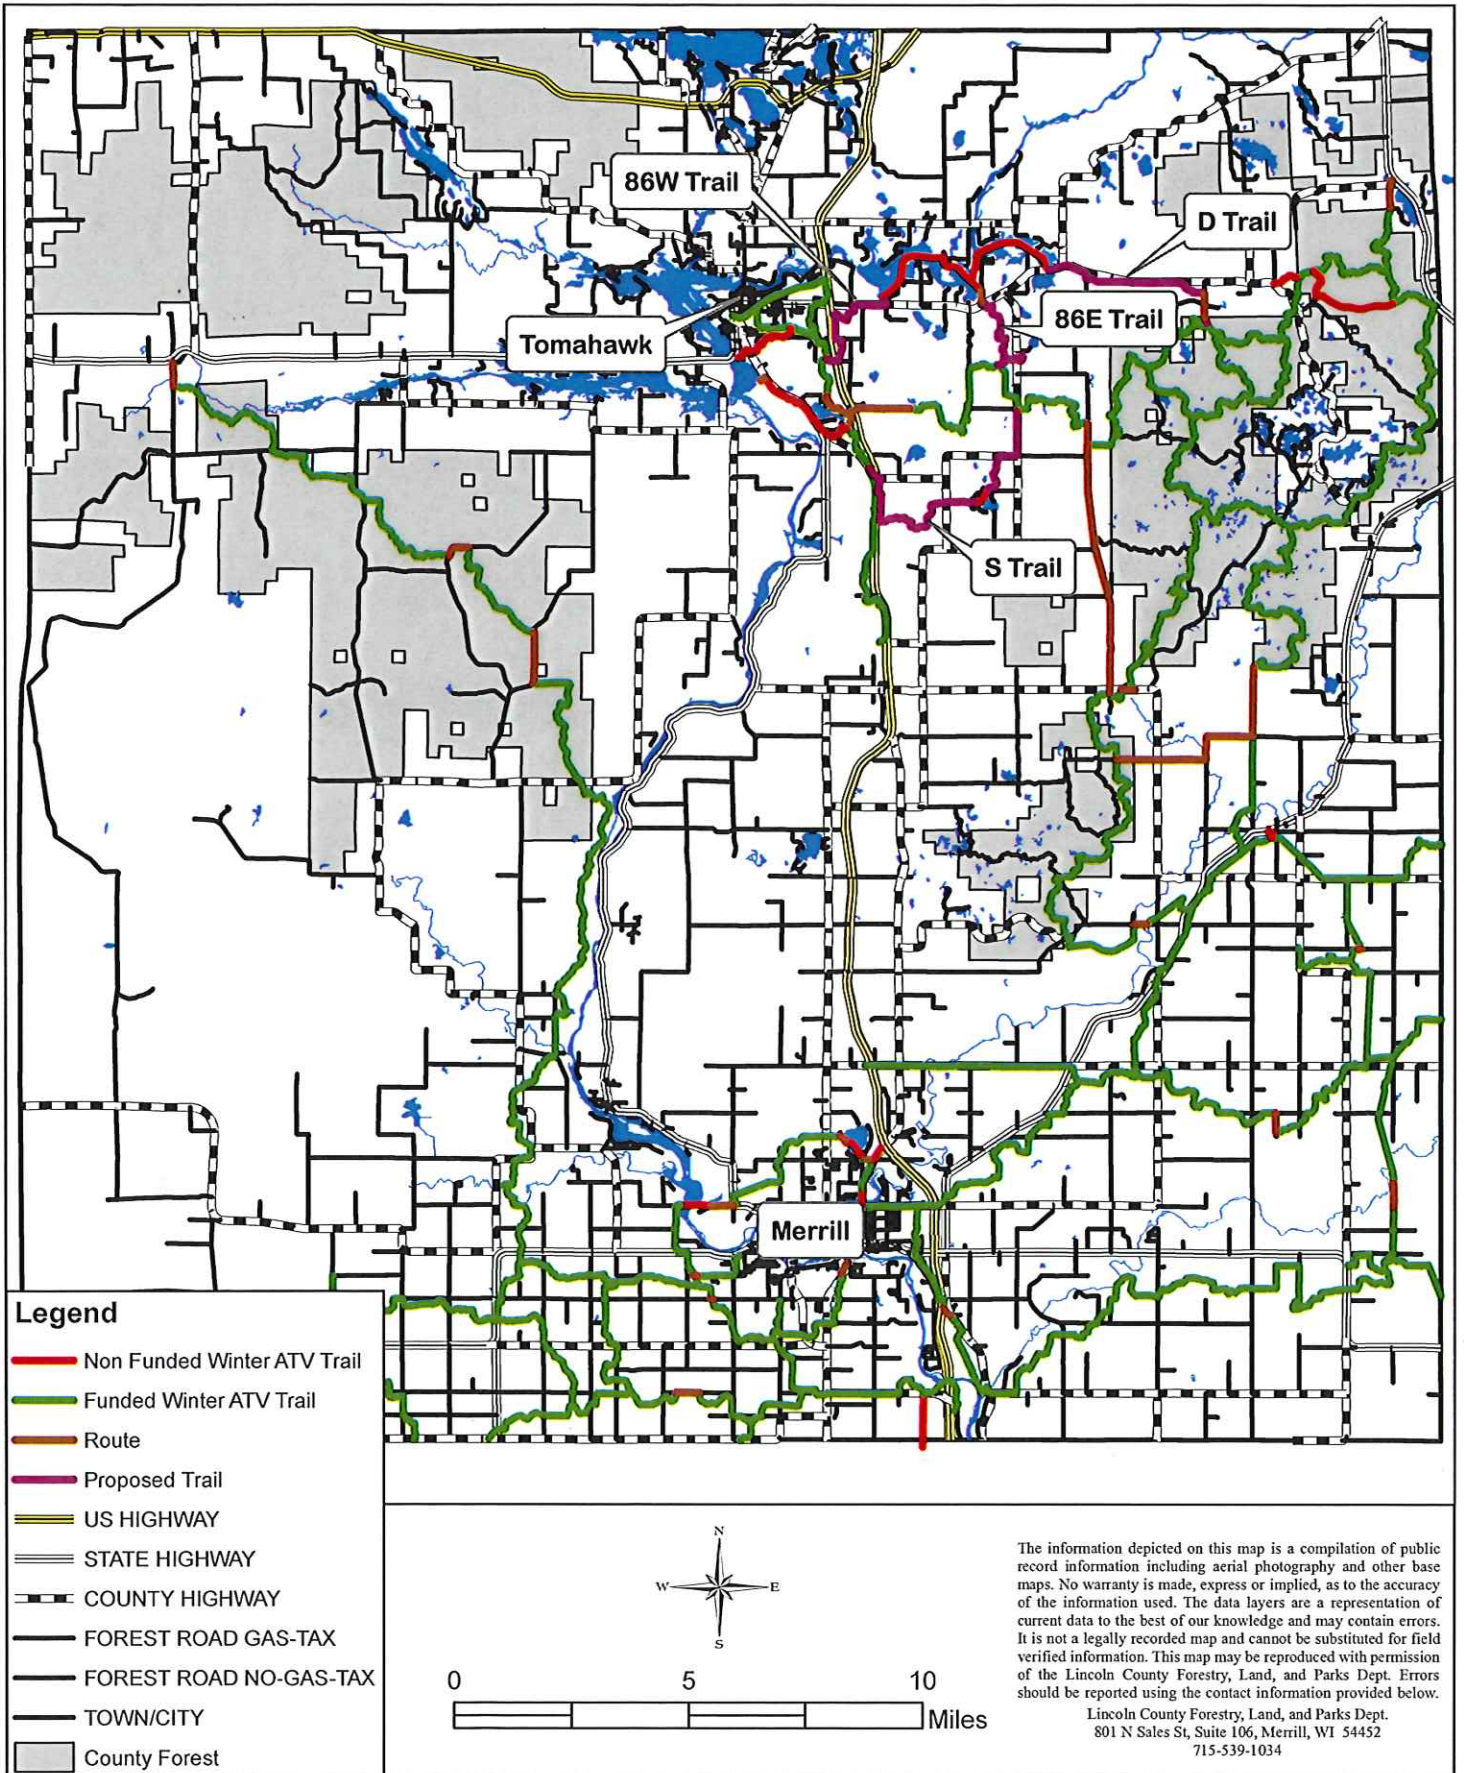 86W Trail
D Trail
86E Trail
Tomahawk
S Trail
Merrill
Legend
Non Funded Winter ATV Trail
Funded Winter ATV Trail
Route
Proposed Trail
US HIGHWAY
STATE HIGHWAY
COUNTY HIGHWAY
FOREST ROAD GAS-TAX
FOREST ROAD NO-GAS-TAX
TOWN/CITY
County Forest
N
W E
S
0 5 10
Miles
The information depicted on this map is a compilation of public
record information including aerial photography and other base
maps. No warranty is made, express or implied, as to the accuracy
of the information used. The data layers are a representation of
current data to the best of our knowledge and may contain errors.
It is not a legally recorded map and cannot be substituted for field
verified information. This map may be reproduced with permission
of the Lincoln County Forestry, Land, and Parks Dept. Errors
should be reported using the contact information provided below.
Lincoln County Forestry, Land, and Parks Dept.
801 N Sales St, Suite 106, Merrill, WI 54452
715-539-1034